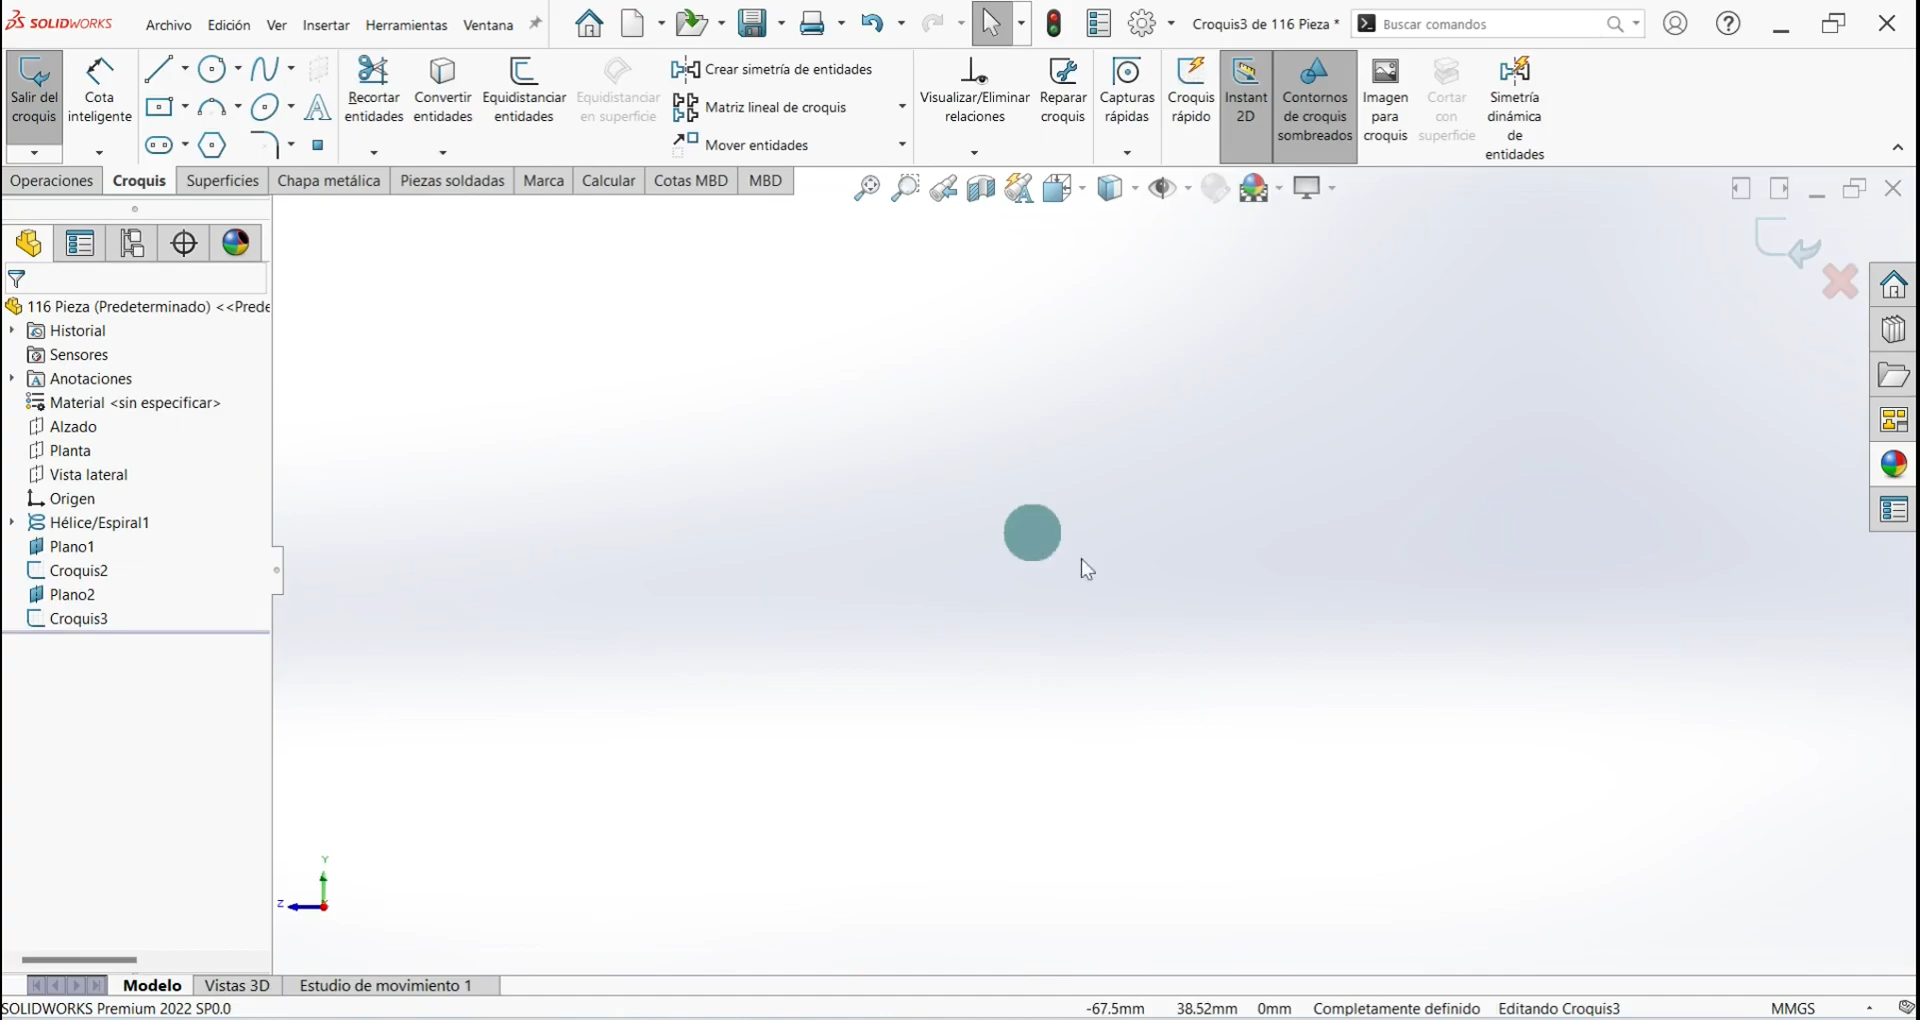 SOLIDWORKS
Archivo Edición Ver Insertar Herramientas Ventana
Croquis3 de 116 Pieza *
Buscar comandos
Salir del croquis
Cota inteligente
Recortar entidades
Convertir entidades
Equidistanciar entidades
Equidistanciar en superficie
Crear simetría de entidades
Matriz lineal de croquis
Mover entidades
Visualizar/Eliminar relaciones
Reparar croquis
Capturas rápidas
Croquis rápido
Instant 2D
Contornos de croquis sombreados
Imagen para croquis
Cortar con superficie
Simetría dinámica de entidades
Operaciones Croquis Superficies Chapa metálica Piezas soldadas Marca Calcular Cotas MBD MBD
116 Pieza (Predeterminado) <<Prede
Historial
Sensores
Anotaciones
Material <sin especificar>
Alzado
Planta
Vista lateral
Origen
Hélice/Espiral1
Plano1
Croquis2
Plano2
Croquis3
Y
Z
Modelo Vistas 3D Estudio de movimiento 1
SOLIDWORKS Premium 2022 SP0.0
-67.5mm 38.52mm 0mm Completamente definido Editando Croquis3 MMGS